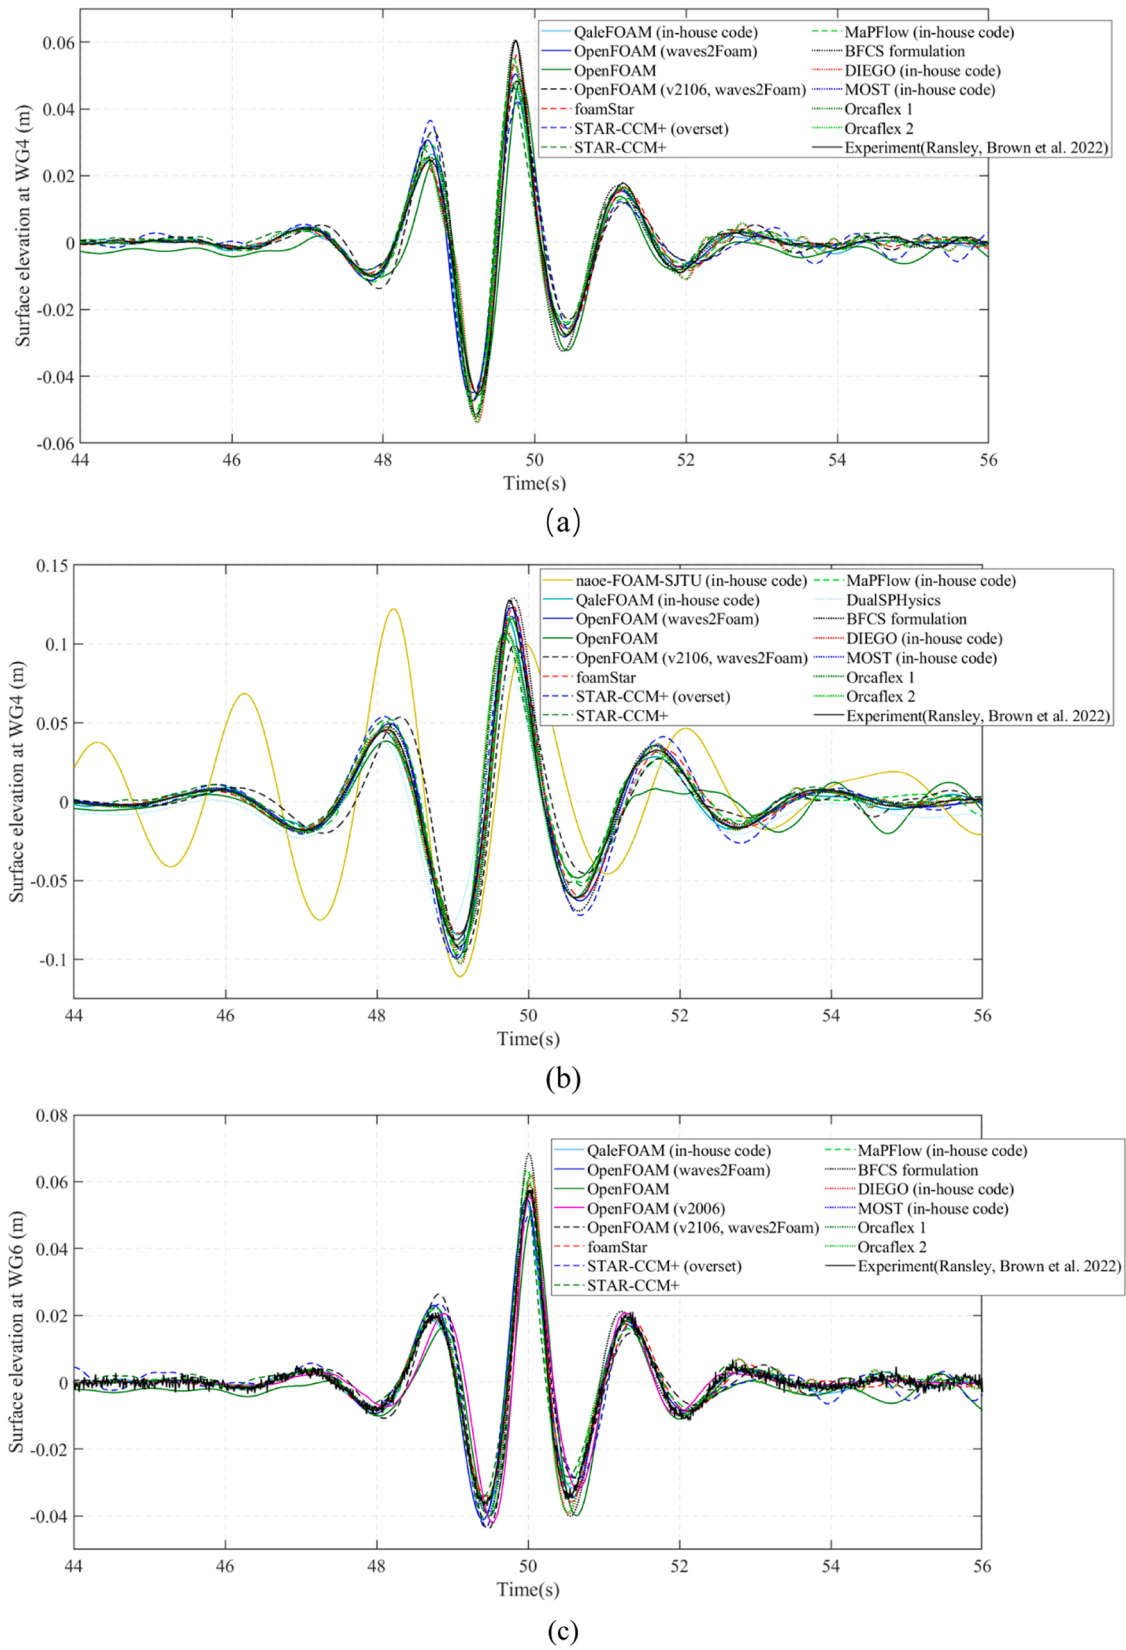 QaleFOAM (in-house code) MaPFlow (in-house code)
OpenFOAM (waves2Foam) BFCS formulation
OpenFOAM DIEGO (in-house code)
OpenFOAM (v2106, waves2Foam) MOST (in-house code)
foamStar Orcaflex 1
STAR-CCM+ (overset) Orcaflex 2
STAR-CCM+ Experiment(Ransley, Brown et al. 2022)
Surface elevation at WG4 (m)
0.06
0.04
0.02
0
-0.02
-0.04
-0.06
44 46 48 50 52 54 56
Time(s)
(a)
naoe-FOAM-SJTU (in-house code) MaPFlow (in-house code)
QaleFOAM (in-house code) DualSPHysics
OpenFOAM (waves2Foam) BFCS formulation
OpenFOAM DIEGO (in-house code)
OpenFOAM (v2106, waves2Foam) MOST (in-house code)
foamStar Orcaflex 1
STAR-CCM+ (overset) Orcaflex 2
STAR-CCM+ Experiment(Ransley, Brown et al. 2022)
Surface elevation at WG4 (m)
0.15
0.1
0.05
0
-0.05
-0.1
44 46 48 50 52 54 56
Time(s)
(b)
QaleFOAM (in-house code) MaPFlow (in-house code)
OpenFOAM (waves2Foam) BFCS formulation
OpenFOAM DIEGO (in-house code)
OpenFOAM (v2006) MOST (in-house code)
OpenFOAM (v2106, waves2Foam) Orcaflex 1
foamStar Orcaflex 2
STAR-CCM+ (overset) Experiment(Ransley, Brown et al. 2022)
STAR-CCM+
Surface elevation at WG6 (m)
0.08
0.06
0.04
0.02
0
-0.02
-0.04
44 46 48 50 52 54 56
Time(s)
(c)